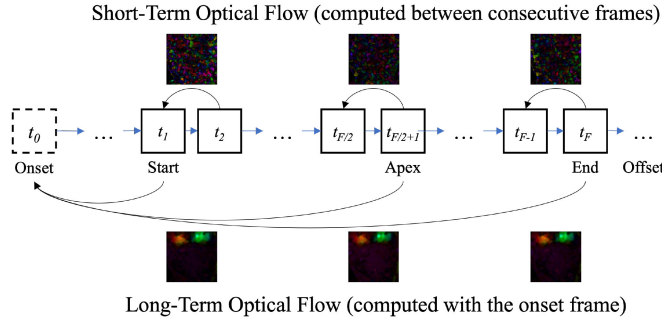 Short-Term Optical Flow (computed between consecutive frames)
t0 ... t1 t2 ... tF/2 tF/2+1 ... tF-1 tF ...
Onset Start Apex End Offset
Long-Term Optical Flow (computed with the onset frame)